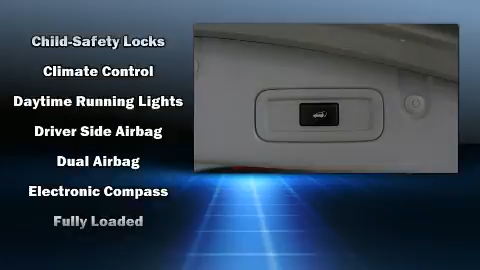 Child-Safety Locks
Climate Control
Daytime Running Lights
Driver Side Airbag
Dual Airbag
Electronic Compass
Fully Loaded